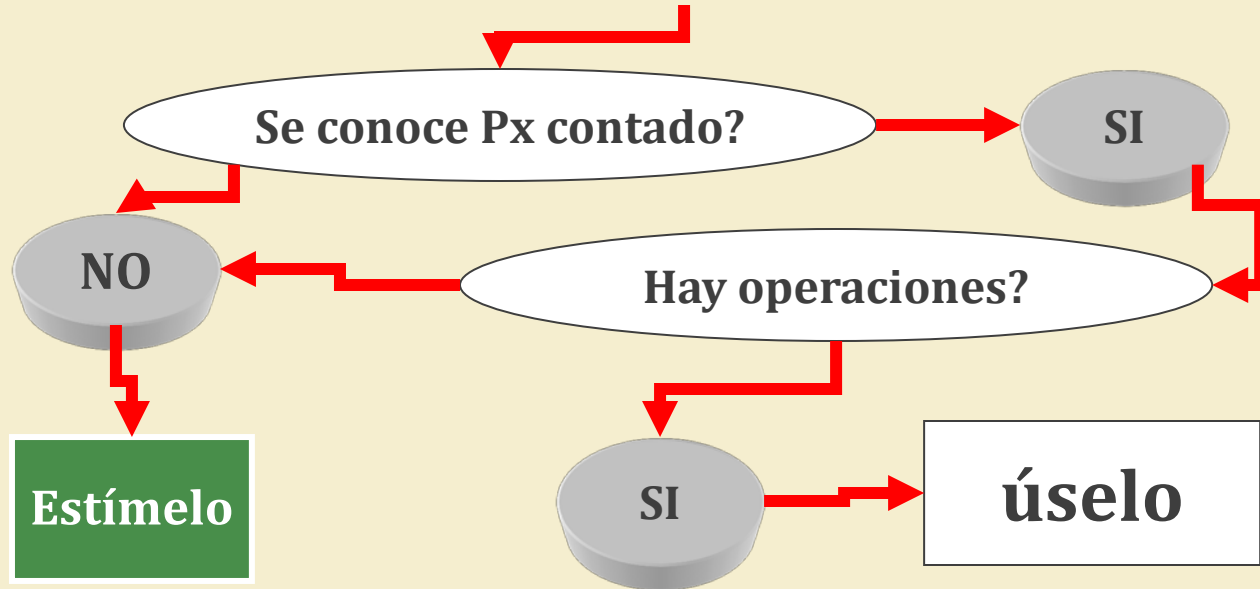 Se conoce Px contado?
SI
NO
Hay operaciones?
Estímelo
SI
úselo